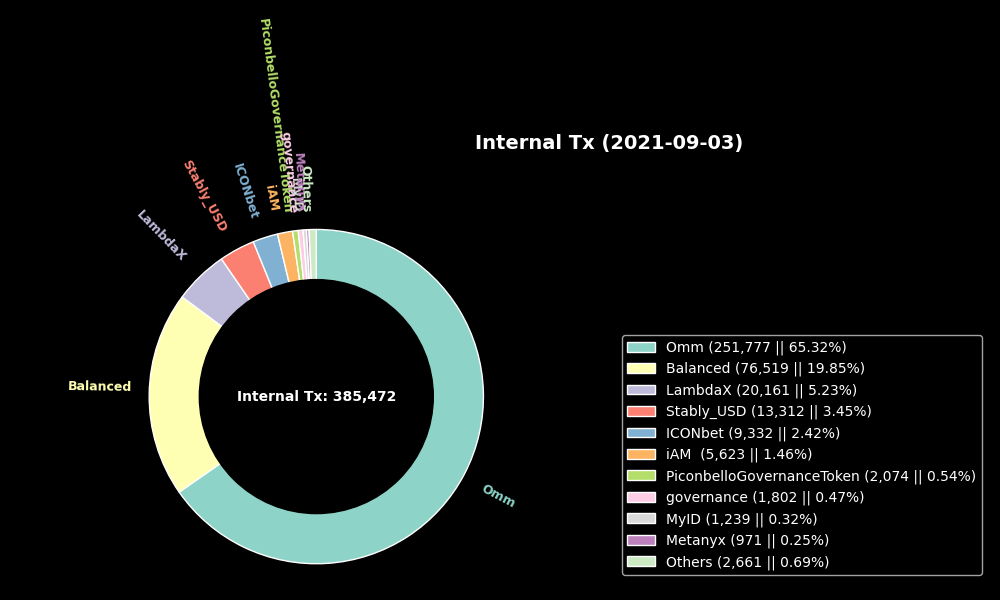 Internal Tx (2021-09-03)
PiconbelloGovernanceToken
governance
Metanyx
MyID
Others
iAM
ICONbet
Stably_USD
LambdaX
Balanced
Omm
Internal Tx: 385,472
Omm (251,777 || 65.32%)
Balanced (76,519 || 19.85%)
LambdaX (20,161 || 5.23%)
Stably_USD (13,312 || 3.45%)
ICONbet (9,332 || 2.42%)
iAM  (5,623 || 1.46%)
PiconbelloGovernanceToken (2,074 || 0.54%)
governance (1,802 || 0.47%)
MyID (1,239 || 0.32%)
Metanyx (971 || 0.25%)
Others (2,661 || 0.69%)